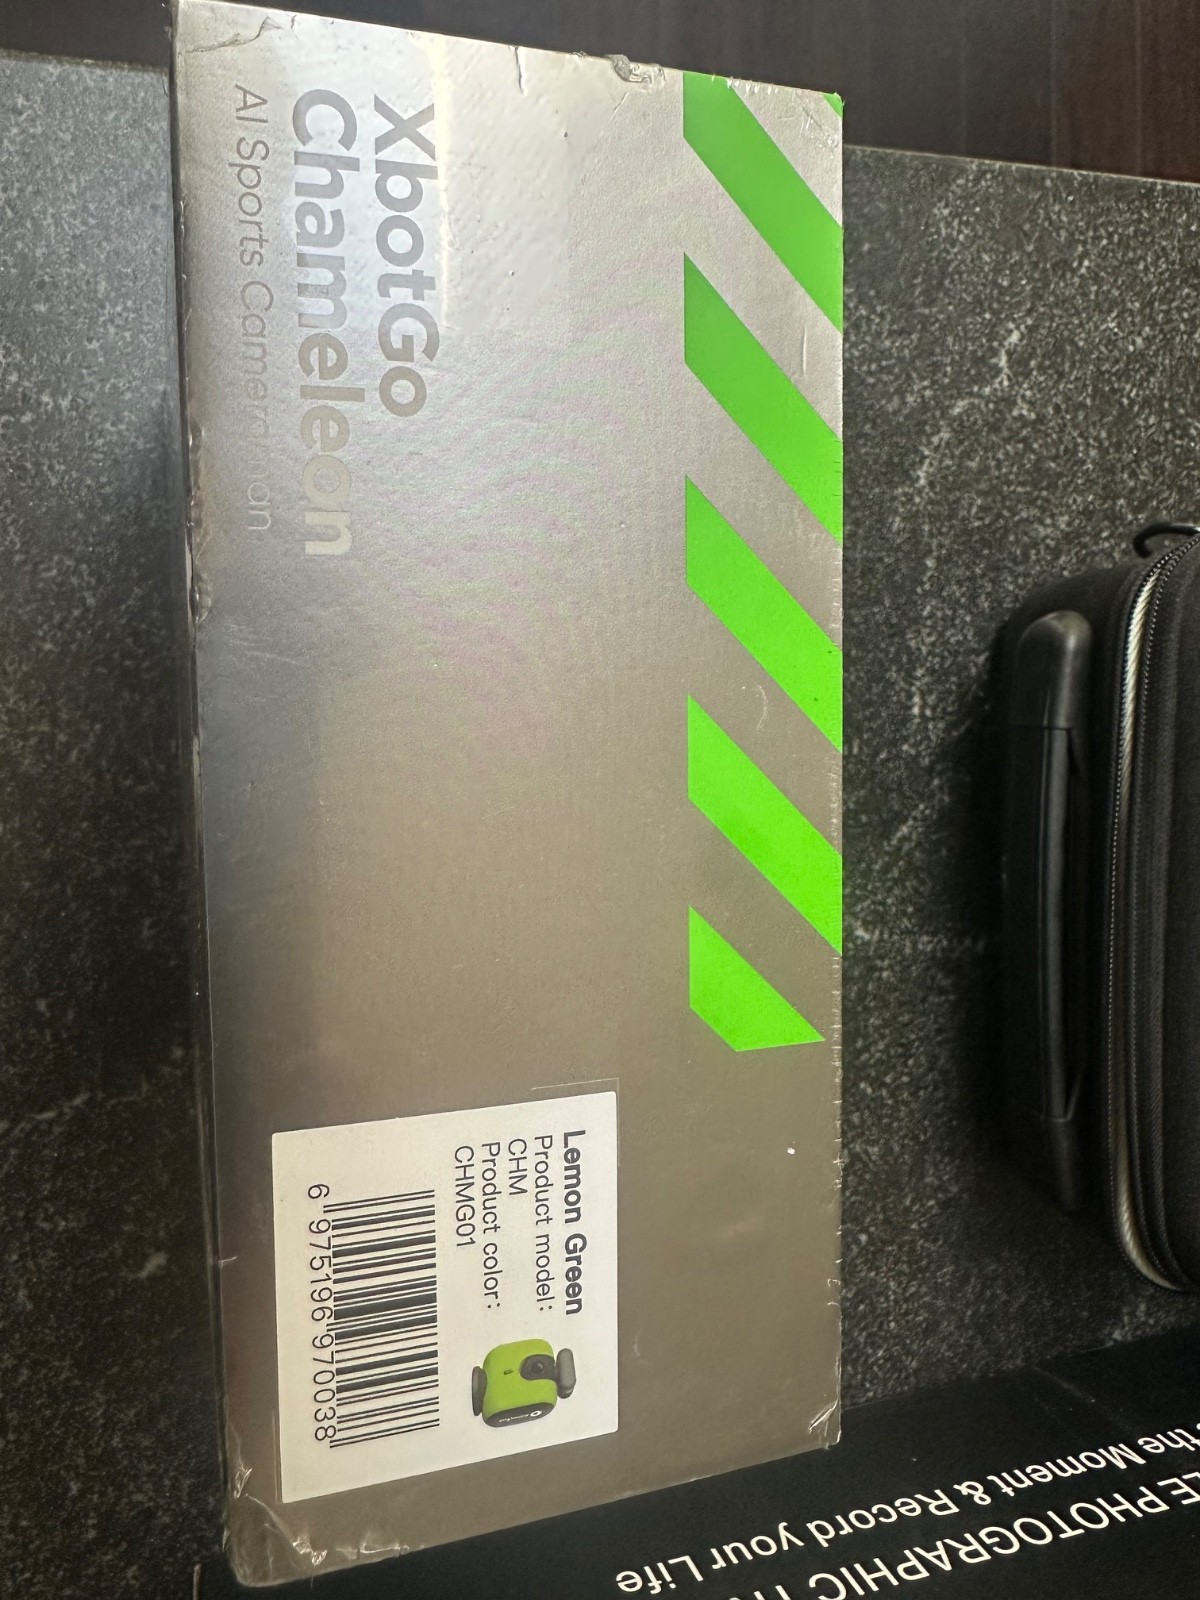 XbotGo
Chameleon
AI Sports Cameraman
Lemon Green
Product model:
CHM
Product color:
CHMG01
6 975196 970038
LE PHOTOGRAPHIC
the Moment & Record your Life